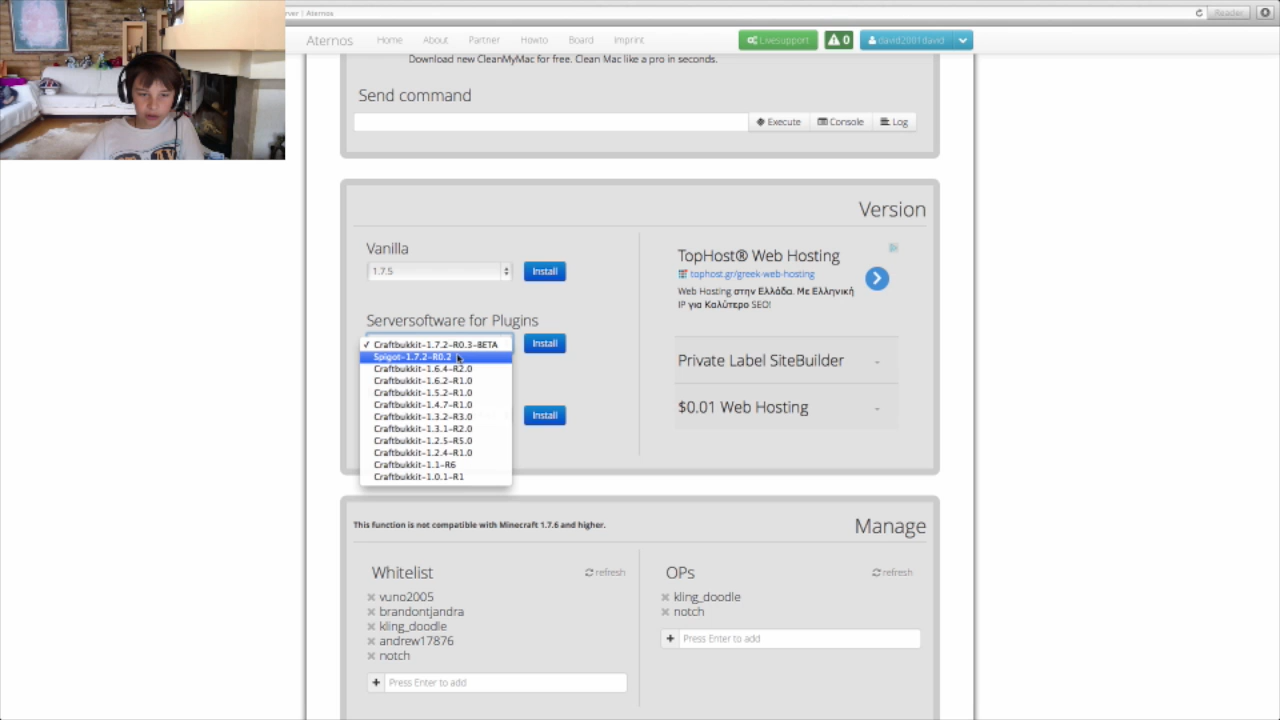 rver | Aternos
Reader
Aternos
Home
About
Partner
Howto
Board
Imprint
Livesupport
0
david2001david
Download new CleanMyMac for free. Clean Mac like a pro in seconds.
Send command
Execute
Console
Log
Version
Vanilla
1.7.5
Install
Serversoftware for Plugins
Install
Craftbukkit-1.7.2-R0.3-BETA
Spigot-1.7.2-R0.2
Craftbukkit-1.6.4-R2.0
Craftbukkit-1.6.2-R1.0
Craftbukkit-1.5.2-R1.0
Craftbukkit-1.4.7-R1.0
Craftbukkit-1.3.2-R3.0
Craftbukkit-1.3.1-R2.0
Craftbukkit-1.2.5-R5.0
Craftbukkit-1.2.4-R1.0
Craftbukkit-1.1-R6
Craftbukkit-1.0.1-R1
Install
TopHost® Web Hosting
tophost.gr/greek-web-hosting
Web Hosting στην Ελλάδα. Με Ελληνική
IP για Καλύτερο SEO!
Private Label SiteBuilder
$0.01 Web Hosting
This function is not compatible with Minecraft 1.7.6 and higher.
Manage
Whitelist
refresh
vuno2005
brandontjandra
kling_doodle
andrew17876
notch
Press Enter to add
OPs
refresh
kling_doodle
notch
Press Enter to add